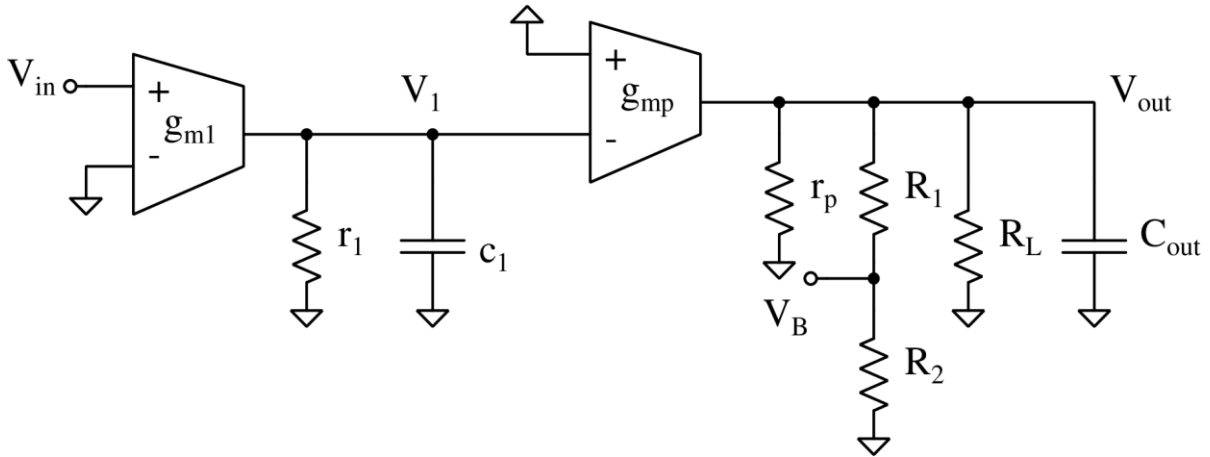 V_in
+
g_m1
-
V_1
r_1
c_1
+
g_mp
-
V_out
r_p
R_1
R_L
C_out
V_B
R_2